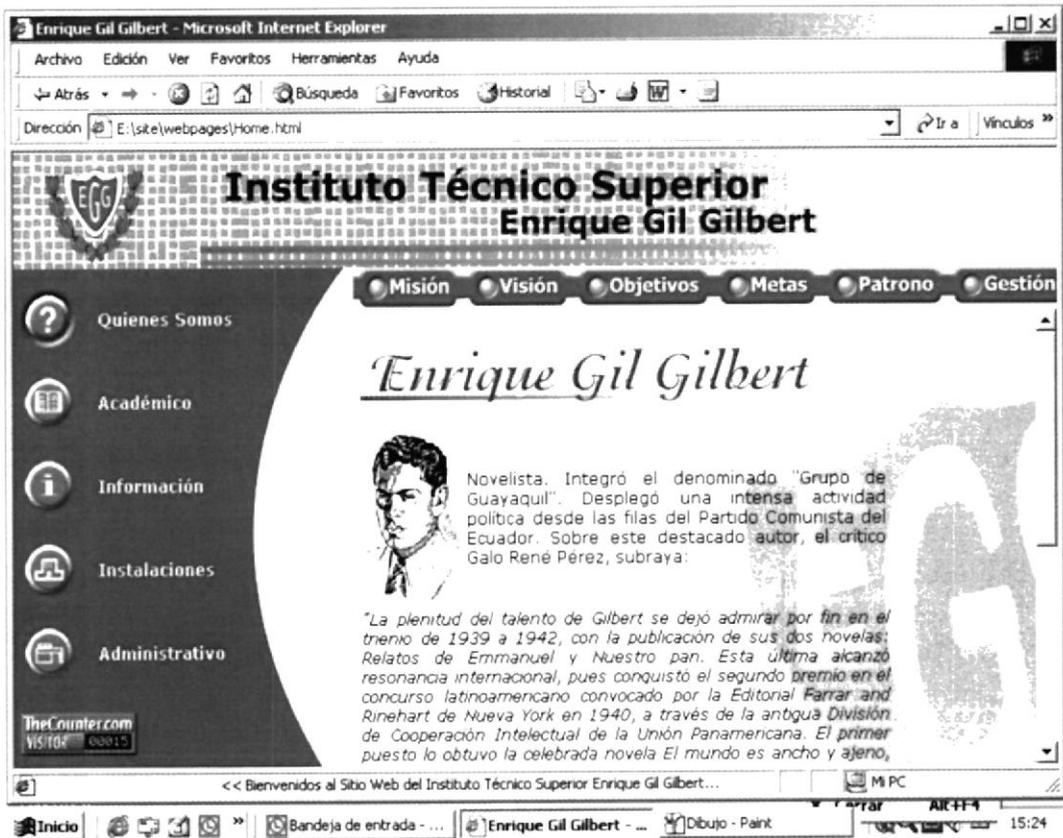 Enrique Gil Gilbert - Microsoft Internet Explorer
Archivo Edición Ver Favoritos Herramientas Ayuda
Atrás Búsqueda Favoritos Historial
Dirección E:\site\webpages\Home.html Ir a Vínculos »
EGG
Instituto Técnico Superior
Enrique Gil Gilbert
Misión Visión Objetivos Metas Patrono Gestión
Quienes Somos
Académico
Información
Instalaciones
Administrativo
TheCounter.com
VISITOR 00015
Enrique Gil Gilbert
Novelista. Integró el denominado "Grupo de
Guayaquil". Desplegó una intensa actividad
política desde las filas del Partido Comunista del
Ecuador. Sobre este destacado autor, el crítico
Galo René Pérez, subraya:
"La plenitud del talento de Gilbert se dejó admirar por fin en el
trienio de 1939 a 1942, con la publicación de sus dos novelas:
Relatos de Emmanuel y Nuestro pan. Esta última alcanzó
resonancia internacional, pues conquistó el segundo premio en el
concurso latinoamericano convocado por la Editorial Farrar and
Rinehart de Nueva York en 1940, a través de la antigua División
de Cooperación Intelectual de la Unión Panamericana. El primer
puesto lo obtuvo la celebrada novela El mundo es ancho y ajeno,
<< Bienvenidos al Sitio Web del Instituto Técnico Superior Enrique Gil Gilbert... Mi PC
Alt+F4
Inicio » Bandeja de entrada - ... Enrique Gil Gilbert - ... Dibujo - Paint 15:24